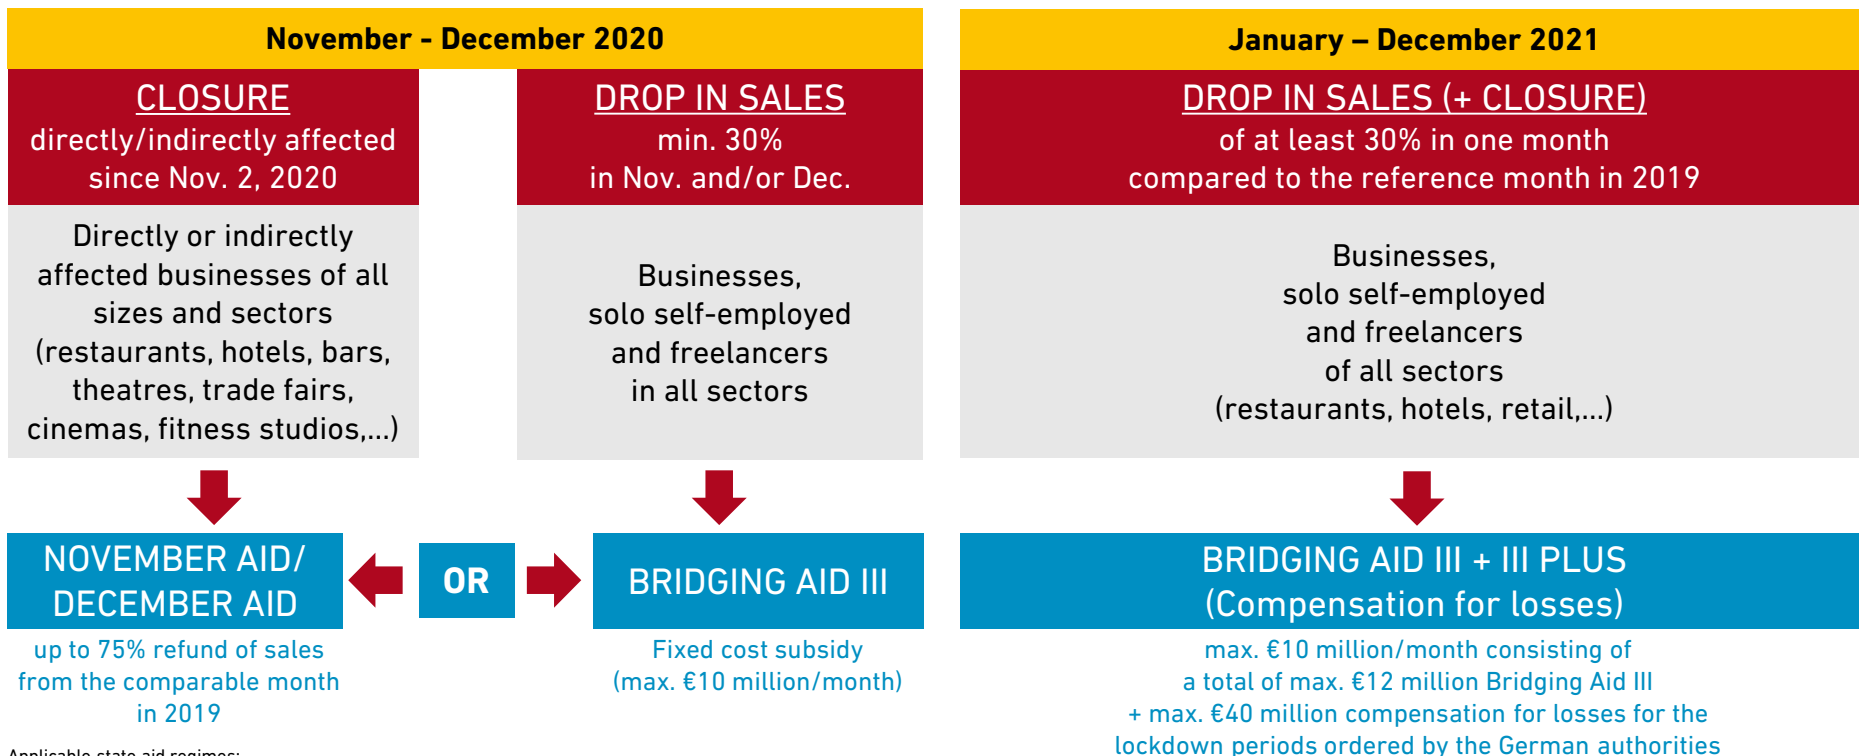 November - December 2020
CLOSURE
directly/indirectly affected
since Nov. 2, 2020
DROP IN SALES
min. 30%
in Nov. and/or Dec.
Directly or indirectly
affected businesses of all
sizes and sectors
(restaurants, hotels, bars,
theatres, trade fairs,
cinemas, fitness studios,...)
Businesses,
solo self-employed
and freelancers
in all sectors
NOVEMBER AID/
DECEMBER AID
OR
BRIDGING AID III
up to 75% refund of sales
from the comparable month
in 2019
Fixed cost subsidy
(max. €10 million/month)
January – December 2021
DROP IN SALES (+ CLOSURE)
of at least 30% in one month
compared to the reference month in 2019
Businesses,
solo self-employed
and freelancers
of all sectors
(restaurants, hotels, retail,...)
BRIDGING AID III + III PLUS
(Compensation for losses)
max. €10 million/month consisting of
a total of max. €12 million Bridging Aid III
+ max. €40 million compensation for losses for the
lockdown periods ordered by the German authorities
Applicable state aid regimes: